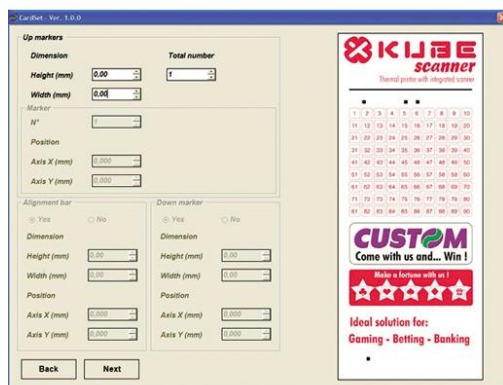 CardSet - Ver. 1.0.0
Up markers
Dimension
Total number
Height (mm) 0,00
1
Width (mm) 0,00
Marker
N° 1
Position
Axis X (mm) 0,000
Axis Y (mm) 0,000
Alignment bar
Yes No
Dimension
Height (mm) 0,00
Width (mm) 0,00
Position
Axis X (mm) 0,000
Axis Y (mm) 0,000
Down marker
Yes No
Dimension
Height (mm) 0,00
Width (mm) 0,00
Position
Axis X (mm) 0,000
Axis Y (mm) 0,000
Back Next
KUBE
scanner
Thermal printer with integrated scanner
1 2 3 4 5 6 7 8 9 10
11 12 13 14 15 16 17 18 19 20
21 22 23 24 25 26 27 28 29 30
31 32 33 34 35 36 37 38 39 40
41 42 43 44 45 46 47 48 49 50
51 52 53 54 55 56 57 58 59 60
61 62 63 64 65 66 67 68 69 70
71 72 73 74 75 76 77 78 79 80
81 82 83 84 85 86 87 88 89 90
CUSTOM
Come with us and... Win !
Make a fortune with us !
Ideal solution for:
Gaming - Betting - Banking